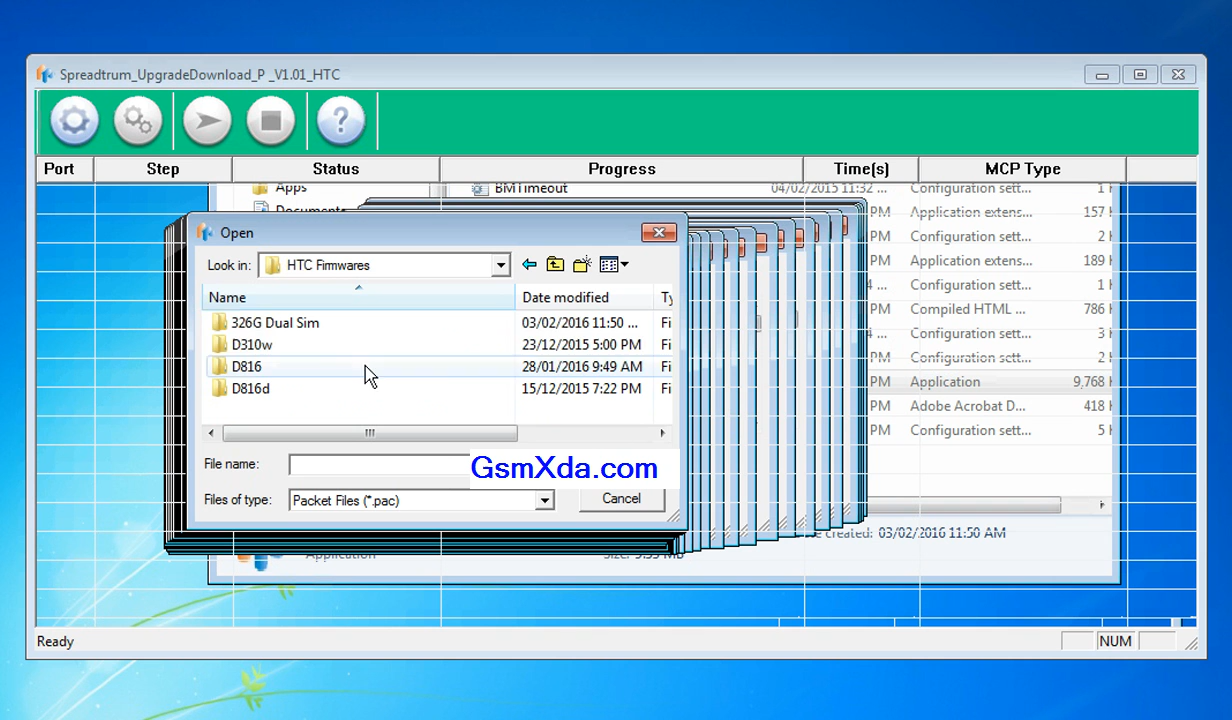 Spreadtrum_UpgradeDownload_P _V1.01_HTC
Port Step Status Progress Time(s) MCP Type
Apps BMTimeout 04/02/2015 11:32 ... Configuration sett... 1
Documents PM Application extens... 157
Open PM Configuration sett... 2
Look in: HTC Firmwares PM Application extens... 189
Configuration sett... 1
Name Date modified Ty
PM Compiled HTML ... 786
326G Dual Sim 03/02/2016 11:50 ... Fi
Configuration sett... 3
D310w 23/12/2015 5:00 PM Fi
PM Configuration sett... 2
D816 28/01/2016 9:49 AM Fi
PM Application 9,768
D816d 15/12/2015 7:22 PM Fi
PM Adobe Acrobat D... 418
PM Configuration sett... 5
File name:
GsmXda.com
Files of type: Packet Files (*.pac) Cancel
created: 03/02/2016 11:50 AM
Application
Ready NUM